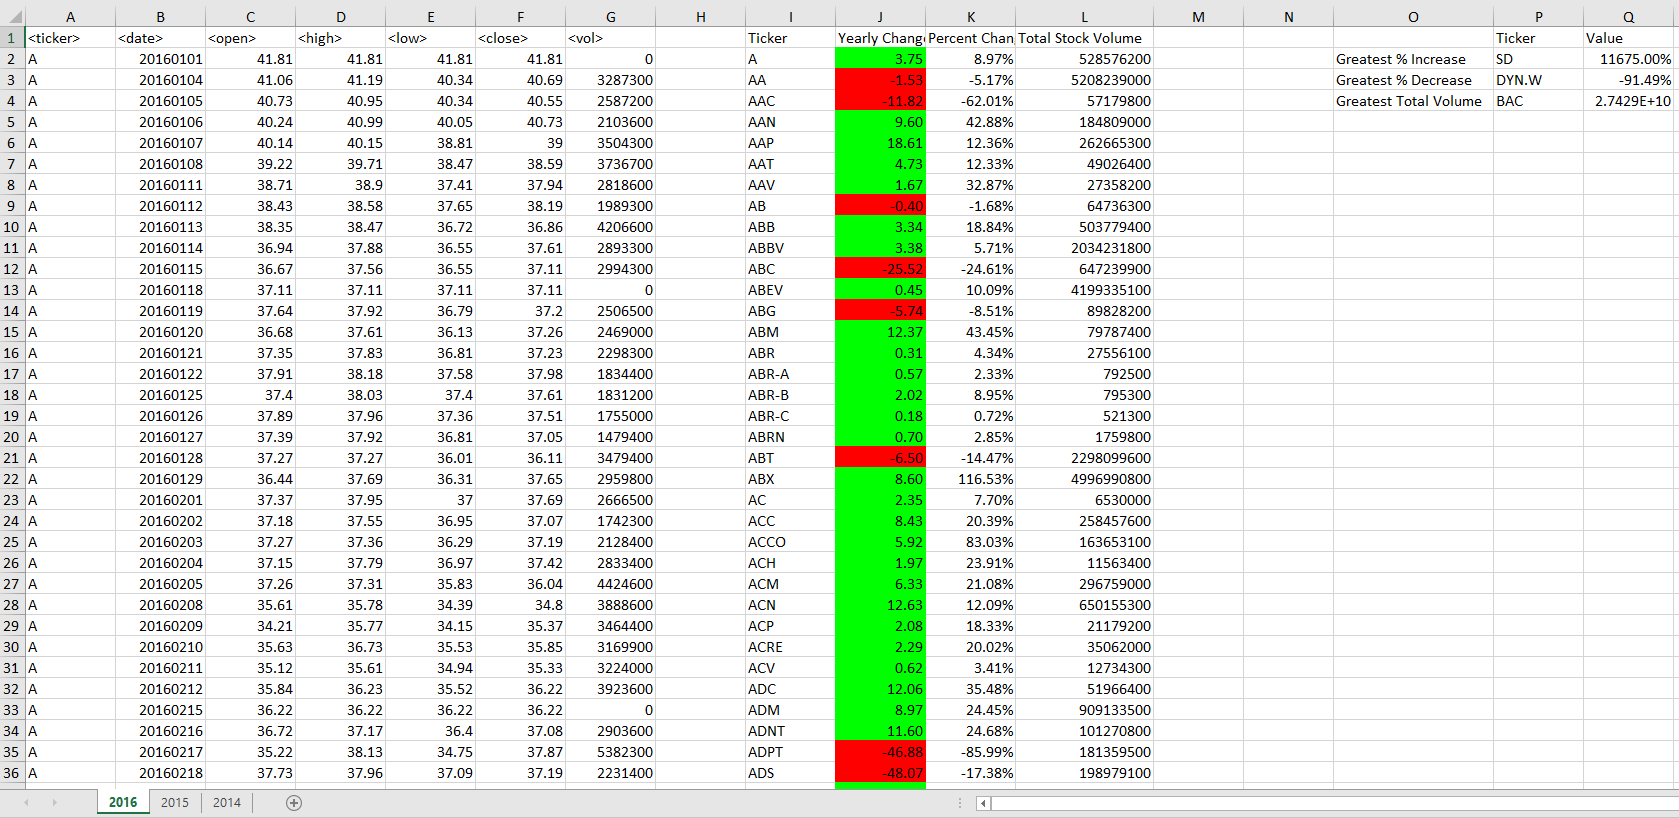 A B C D E F G H I J K L M N O P Q
1 <ticker> <date> <open> <high> <low> <close> <vol> Ticker Yearly Chang Percent Chan Total Stock Volume Ticker Value
2 A 20160101 41.81 41.81 41.81 41.81 0 A 3.75 8.97% 528576200 Greatest % Increase SD 11675.00%
3 A 20160104 41.06 41.19 40.34 40.69 3287300 AA -1.53 -5.17% 5208239000 Greatest % Decrease DYN.W -91.49%
4 A 20160105 40.73 40.95 40.34 40.55 2587200 AAC -11.82 -62.01% 57179800 Greatest Total Volume BAC 2.7429E+10
5 A 20160106 40.24 40.99 40.05 40.73 2103600 AAN 9.60 42.88% 184809000
6 A 20160107 40.14 40.15 38.81 39 3504300 AAP 18.61 12.36% 262665300
7 A 20160108 39.22 39.71 38.47 38.59 3736700 AAT 4.73 12.33% 49026400
8 A 20160111 38.71 38.9 37.41 37.94 2818600 AAV 1.67 32.87% 27358200
9 A 20160112 38.43 38.58 37.65 38.19 1989300 AB -0.40 -1.68% 64736300
10 A 20160113 38.35 38.47 36.72 36.86 4206600 ABB 3.34 18.84% 503779400
11 A 20160114 36.94 37.88 36.55 37.61 2893300 ABBV 3.38 5.71% 2034231800
12 A 20160115 36.67 37.56 36.55 37.11 2994300 ABC -25.52 -24.61% 647239900
13 A 20160118 37.11 37.11 37.11 37.11 0 ABEV 0.45 10.09% 4199335100
14 A 20160119 37.64 37.92 36.79 37.2 2506500 ABG -5.74 -8.51% 89828200
15 A 20160120 36.68 37.61 36.13 37.26 2469000 ABM 12.37 43.45% 79787400
16 A 20160121 37.35 37.83 36.81 37.23 2298300 ABR 0.31 4.34% 27556100
17 A 20160122 37.91 38.18 37.58 37.98 1834400 ABR-A 0.57 2.33% 792500
18 A 20160125 37.4 38.03 37.4 37.61 1831200 ABR-B 2.02 8.95% 795300
19 A 20160126 37.89 37.96 37.36 37.51 1755000 ABR-C 0.18 0.72% 521300
20 A 20160127 37.39 37.92 36.81 37.05 1479400 ABRN 0.70 2.85% 1759800
21 A 20160128 37.27 37.27 36.01 36.11 3479400 ABT -6.50 -14.47% 2298099600
22 A 20160129 36.44 37.69 36.31 37.65 2959800 ABX 8.60 116.53% 4996990800
23 A 20160201 37.37 37.95 37 37.69 2666500 AC 2.35 7.70% 6530000
24 A 20160202 37.18 37.55 36.95 37.07 1742300 ACC 8.43 20.39% 258457600
25 A 20160203 37.27 37.36 36.29 37.19 2128400 ACCO 5.92 83.03% 163653100
26 A 20160204 37.15 37.79 36.97 37.42 2833400 ACH 1.97 23.91% 11563400
27 A 20160205 37.26 37.31 35.83 36.04 4424600 ACM 6.33 21.08% 296759000
28 A 20160208 35.61 35.78 34.39 34.8 3888600 ACN 12.63 12.09% 650155300
29 A 20160209 34.21 35.77 34.15 35.37 3464400 ACP 2.08 18.33% 21179200
30 A 20160210 35.63 36.73 35.53 35.85 3169900 ACRE 2.29 20.02% 35062000
31 A 20160211 35.12 35.61 34.94 35.33 3224000 ACV 0.62 3.41% 12734300
32 A 20160212 35.84 36.23 35.52 36.22 3923600 ADC 12.06 35.48% 51966400
33 A 20160215 36.22 36.22 36.22 36.22 0 ADM 8.97 24.45% 909133500
34 A 20160216 36.72 37.17 36.4 37.08 2903600 ADNT 11.60 24.68% 101270800
35 A 20160217 35.22 38.13 34.75 37.87 5382300 ADPT -46.88 -85.99% 181359500
36 A 20160218 37.73 37.96 37.09 37.19 2231400 ADS -48.07 -17.38% 198979100
2016 2015 2014